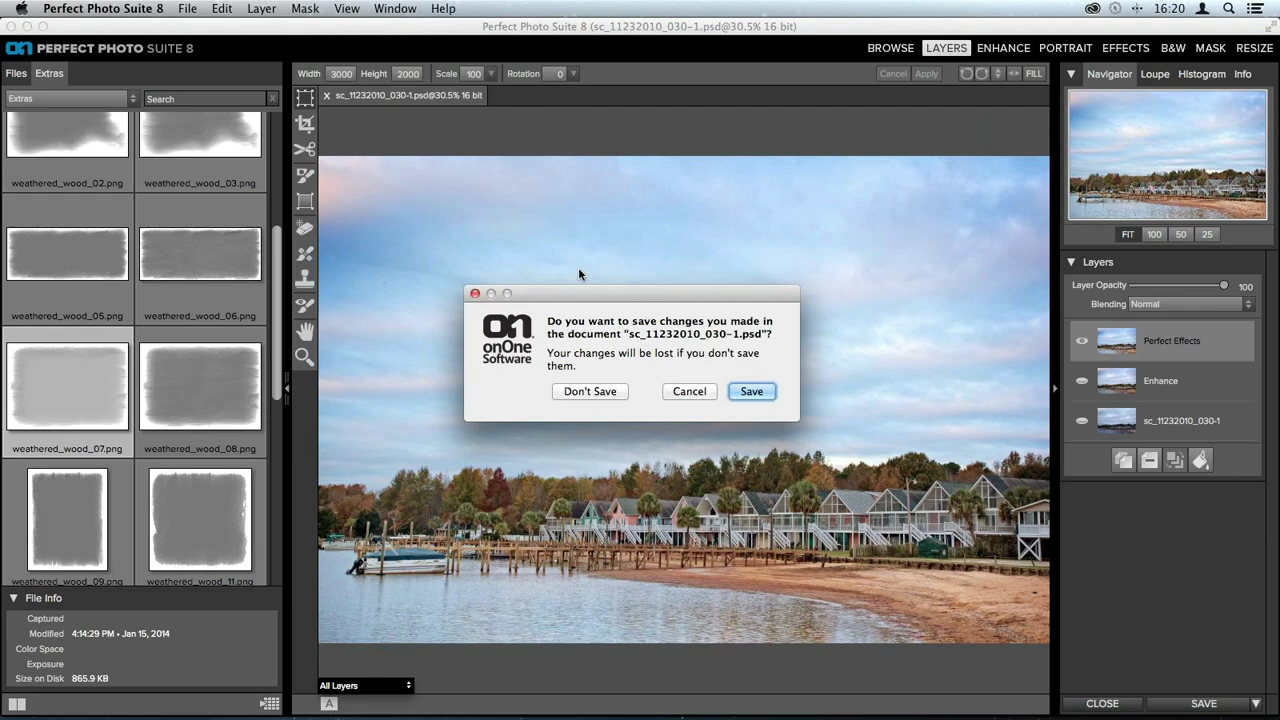 Perfect Photo Suite 8 File Edit Layer Mask View Window Help 16:20
Perfect Photo Suite 8 (sc_11232010_030-1.psd@30.5% 16 bit)
on PERFECT PHOTO SUITE 8 BROWSE LAYERS ENHANCE PORTRAIT EFFECTS B&W MASK RESIZE
Files Extras Width 3000 Height 2000 Scale 100 Rotation 0 Cancel Apply FILL Navigator Loupe Histogram Info
Extras Search X
X sc_11232010_030-1.psd@30.5% 16 bit
weathered_wood_02.png weathered_wood_03.png
weathered_wood_05.png weathered_wood_06.png
weathered_wood_07.png weathered_wood_08.png
weathered_wood_09.png weathered_wood_11.png
File Info
Captured
Modified 4:14:29 PM • Jan 15, 2014
Color Space
Exposure
Size on Disk 865.9 KB
on
onOne
Software
Do you want to save changes you made in
the document "sc_11232010_030-1.psd"?
Your changes will be lost if you don't save
them.
Don't Save Cancel Save
All Layers
A
FIT 100 50 25
Layers
Layer Opacity 100
Blending Normal
Perfect Effects
Enhance
sc_11232010_030-1
CLOSE SAVE